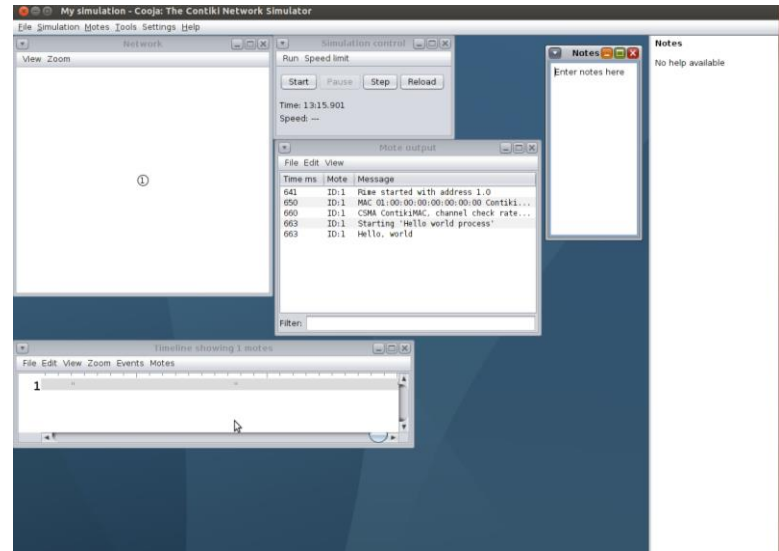 My simulation - Cooja: The Contiki Network Simulator
File Simulation Motes Tools Settings Help
Network
View Zoom
1
Simulation control
Run Speed limit
Start Pause Step Reload
Time: 13:15.901
Speed: ---
Mote output
File Edit View
Time ms Mote Message
641 ID:1 Rime started with address 1.0
650 ID:1 MAC 01:00:00:00:00:00:00:00 Contiki...
660 ID:1 CSMA ContikiMAC, channel check rate...
663 ID:1 Starting 'Hello world process'
663 ID:1 Hello, world
Filter:
Notes
Enter notes here
Notes
No help available
Timeline showing 1 motes
File Edit View Zoom Events Motes
1